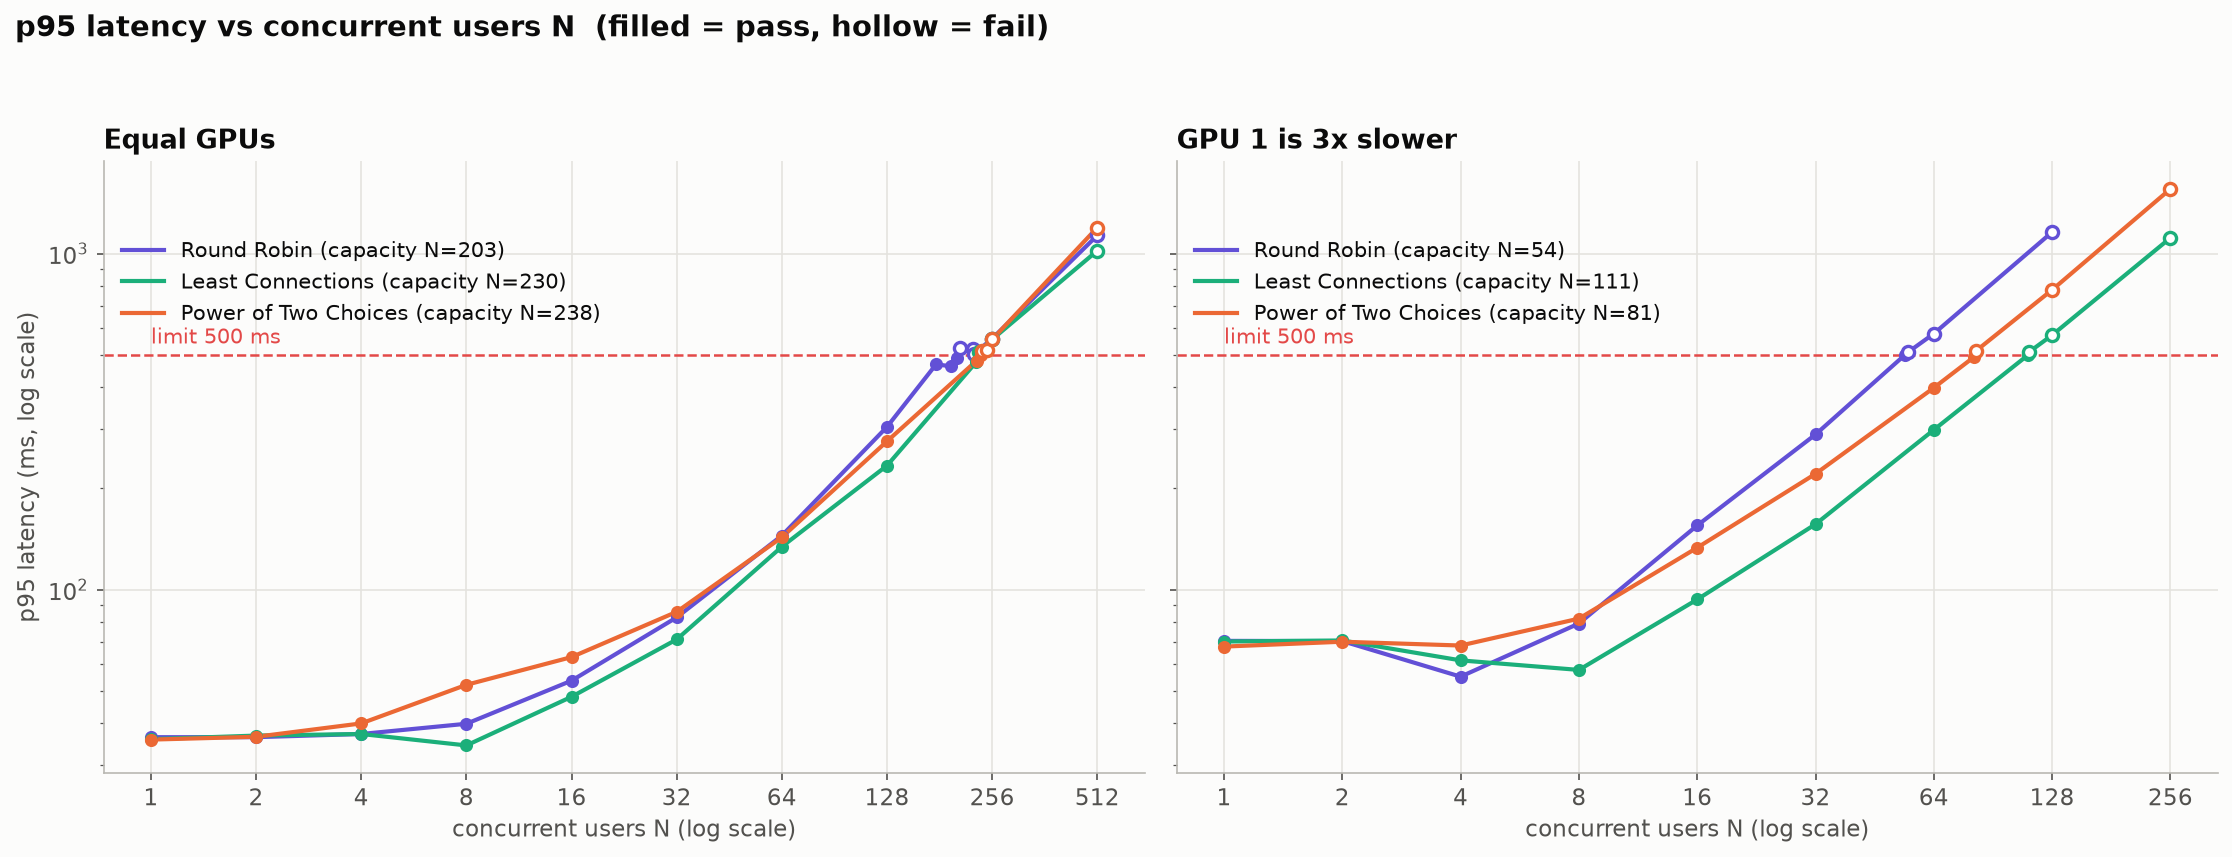 p95 latency vs concurrent users N  (filled = pass, hollow = fail)
Equal GPUs
p95 latency (ms, log scale)
10³
10²
Round Robin (capacity N=203)
Least Connections (capacity N=230)
Power of Two Choices (capacity N=238)
limit 500 ms
1 2 4 8 16 32 64 128 256 512
concurrent users N (log scale)
GPU 1 is 3x slower
Round Robin (capacity N=54)
Least Connections (capacity N=111)
Power of Two Choices (capacity N=81)
limit 500 ms
1 2 4 8 16 32 64 128 256
concurrent users N (log scale)